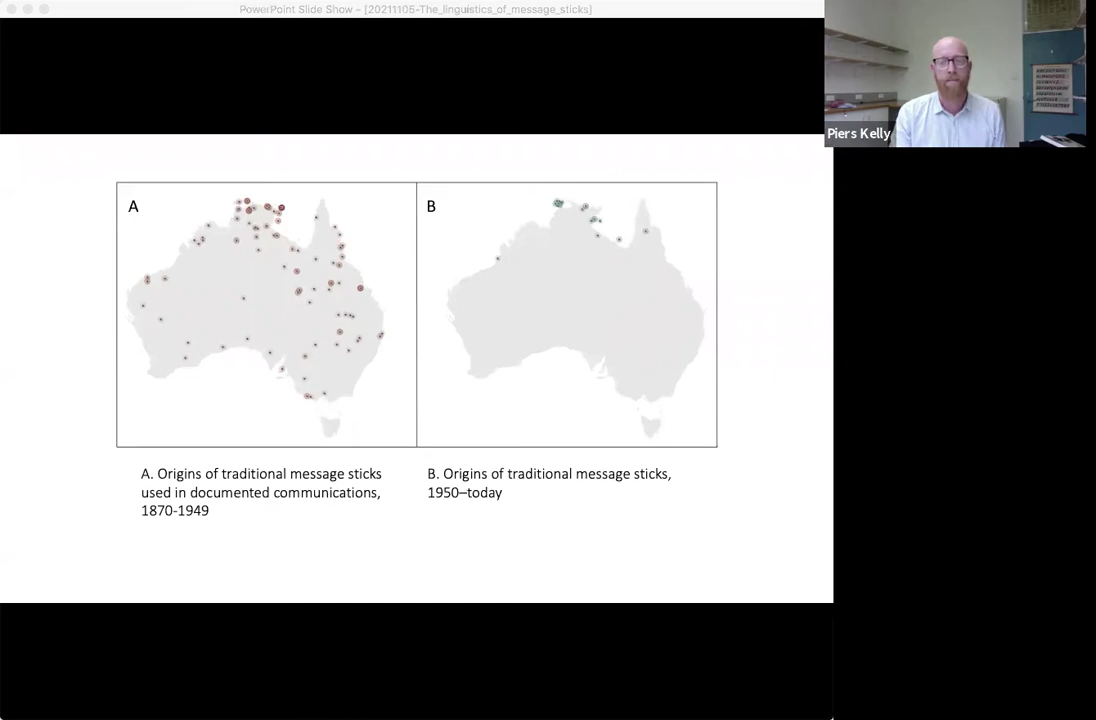 PowerPoint Slide Show – [20211105-The_linguistics_of_message_sticks]
Piers Kelly
A
B
A. Origins of traditional message sticks
used in documented communications,
1870-1949
B. Origins of traditional message sticks,
1950–today